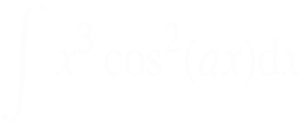 ∫ x³ cos²(ax)dx